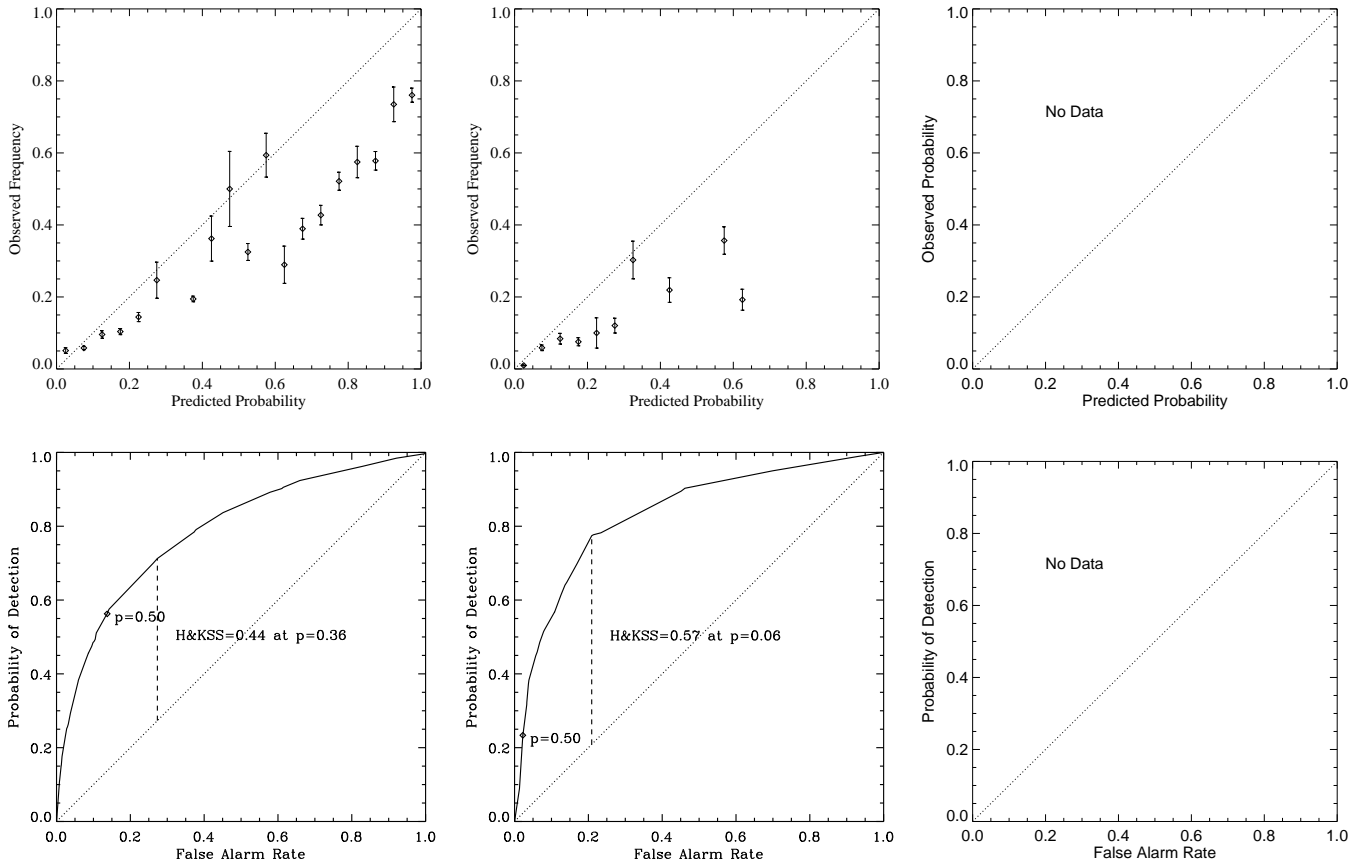 1.0
0.8
0.6
0.4
0.2
0.0
Observed Frequency
0.0 0.2 0.4 0.6 0.8 1.0
Predicted Probability
1.0
0.8
0.6
0.4
0.2
0.0
Observed Frequency
0.0 0.2 0.4 0.6 0.8 1.0
Predicted Probability
1.0
0.8
0.6
0.4
0.2
0.0
Observed Probability
No Data
0.0 0.2 0.4 0.6 0.8 1.0
Predicted Probability
1.0
0.8
0.6
0.4
0.2
0.0
Probability of Detection
p=0.50
H&KSS=0.44 at p=0.36
0.0 0.2 0.4 0.6 0.8 1.0
False Alarm Rate
1.0
0.8
0.6
0.4
0.2
0.0
Probability of Detection
H&KSS=0.57 at p=0.06
p=0.50
0.0 0.2 0.4 0.6 0.8 1.0
False Alarm Rate
1.0
0.8
0.6
0.4
0.2
0.0
Probability of Detection
No Data
0.0 0.2 0.4 0.6 0.8 1.0
False Alarm Rate